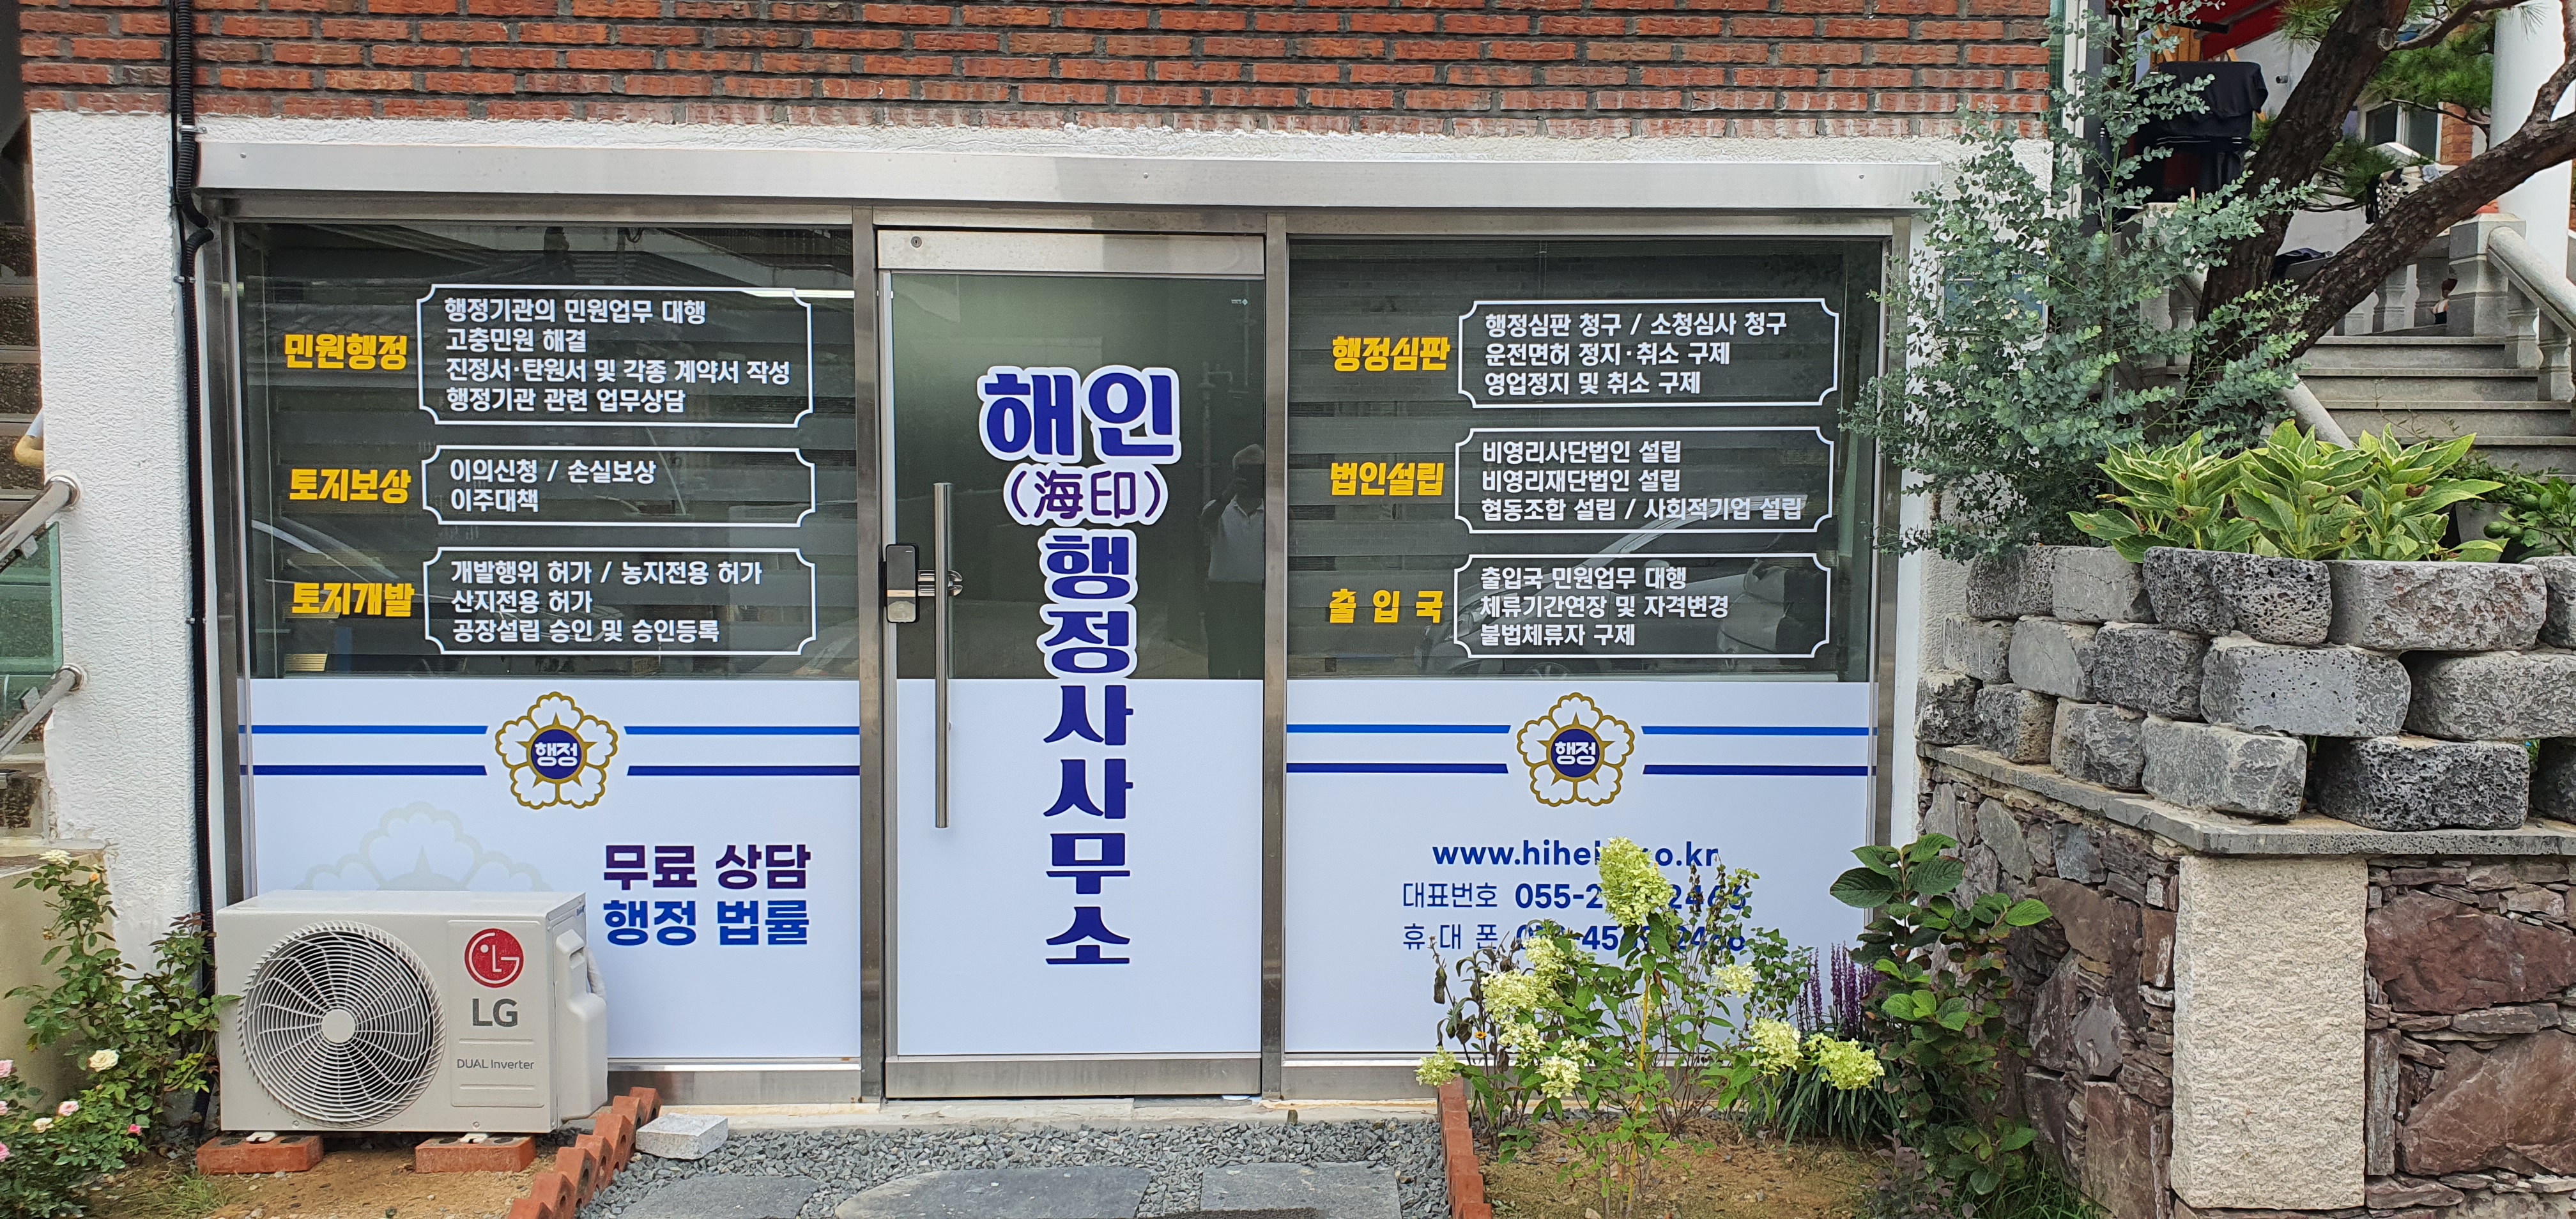 민원행정
행정기관의 민원업무 대행
고충민원 해결
진정서·탄원서 및 각종 계약서 작성
행정기관 관련 업무상담
토지보상
이의신청 / 손실보상
이주대책
토지개발
개발행위 허가 / 농지전용 허가
산지전용 허가
공장설립 승인 및 승인등록
행정
무료 상담
행정 법률
LG
DUAL Inverter
해인
(海印)
행정사사무소
행정심판
행정심판 청구 / 소청심사 청구
운전면허 정지·취소 구제
영업정지 및 취소 구제
법인설립
비영리사단법인 설립
비영리재단법인 설립
협동조합 설립 / 사회적기업 설립
출입국
출입국 민원업무 대행
체류기간연장 및 자격변경
불법체류자 구제
행정
대표번호
휴대폰